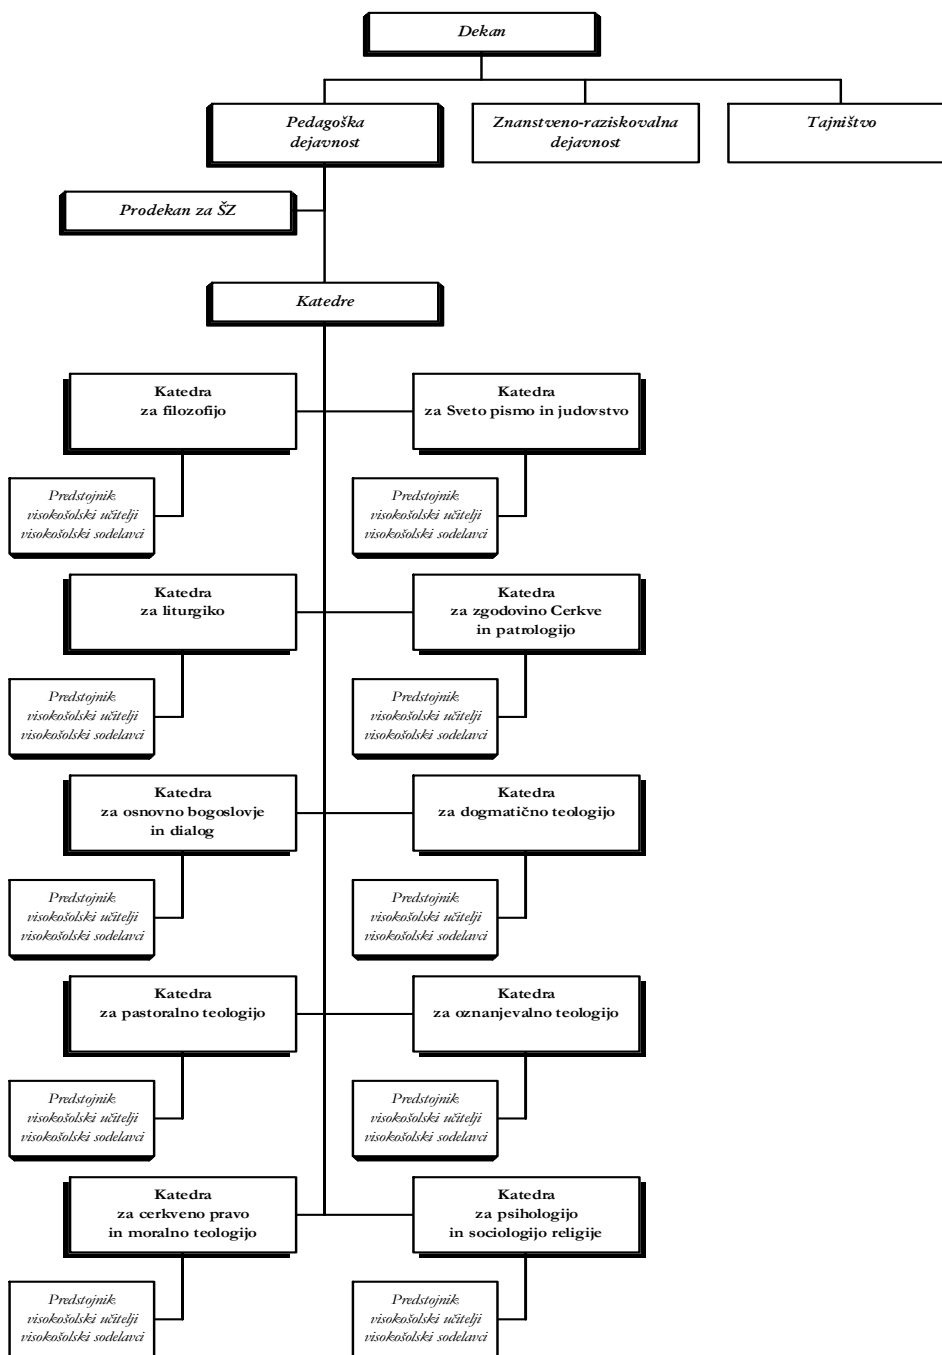 Dekan
Pedagoška
dejavnost
Znanstveno-raziskovalna
dejavnost
Tajništvo
Prodekan za ŠZ
Katedre
Katedra
za filozofijo
Katedra
za Sveto pismo in judovstvo
Predstojnik
visokošolski učitelji
visokošolski sodelavci
Predstojnik
visokošolski učitelji
visokošolski sodelavci
Katedra
za liturgiko
Katedra
za zgodovino Cerkve
in patrologijo
Predstojnik
visokošolski učitelji
visokošolski sodelavci
Predstojnik
visokošolski učitelji
visokošolski sodelavci
Katedra
za osnovno bogoslovje
in dialog
Katedra
za dogmatično teologijo
Predstojnik
visokošolski učitelji
visokošolski sodelavci
Predstojnik
visokošolski učitelji
visokošolski sodelavci
Katedra
za pastoralno teologijo
Katedra
za oznanjevalno teologijo
Predstojnik
visokošolski učitelji
visokošolski sodelavci
Predstojnik
visokošolski učitelji
visokošolski sodelavci
Katedra
za cerkveno pravo
in moralno teologijo
Katedra
za psihologijo
in sociologijo religije
Predstojnik
visokošolski učitelji
visokošolski sodelavci
Predstojnik
visokošolski učitelji
visokošolski sodelavci